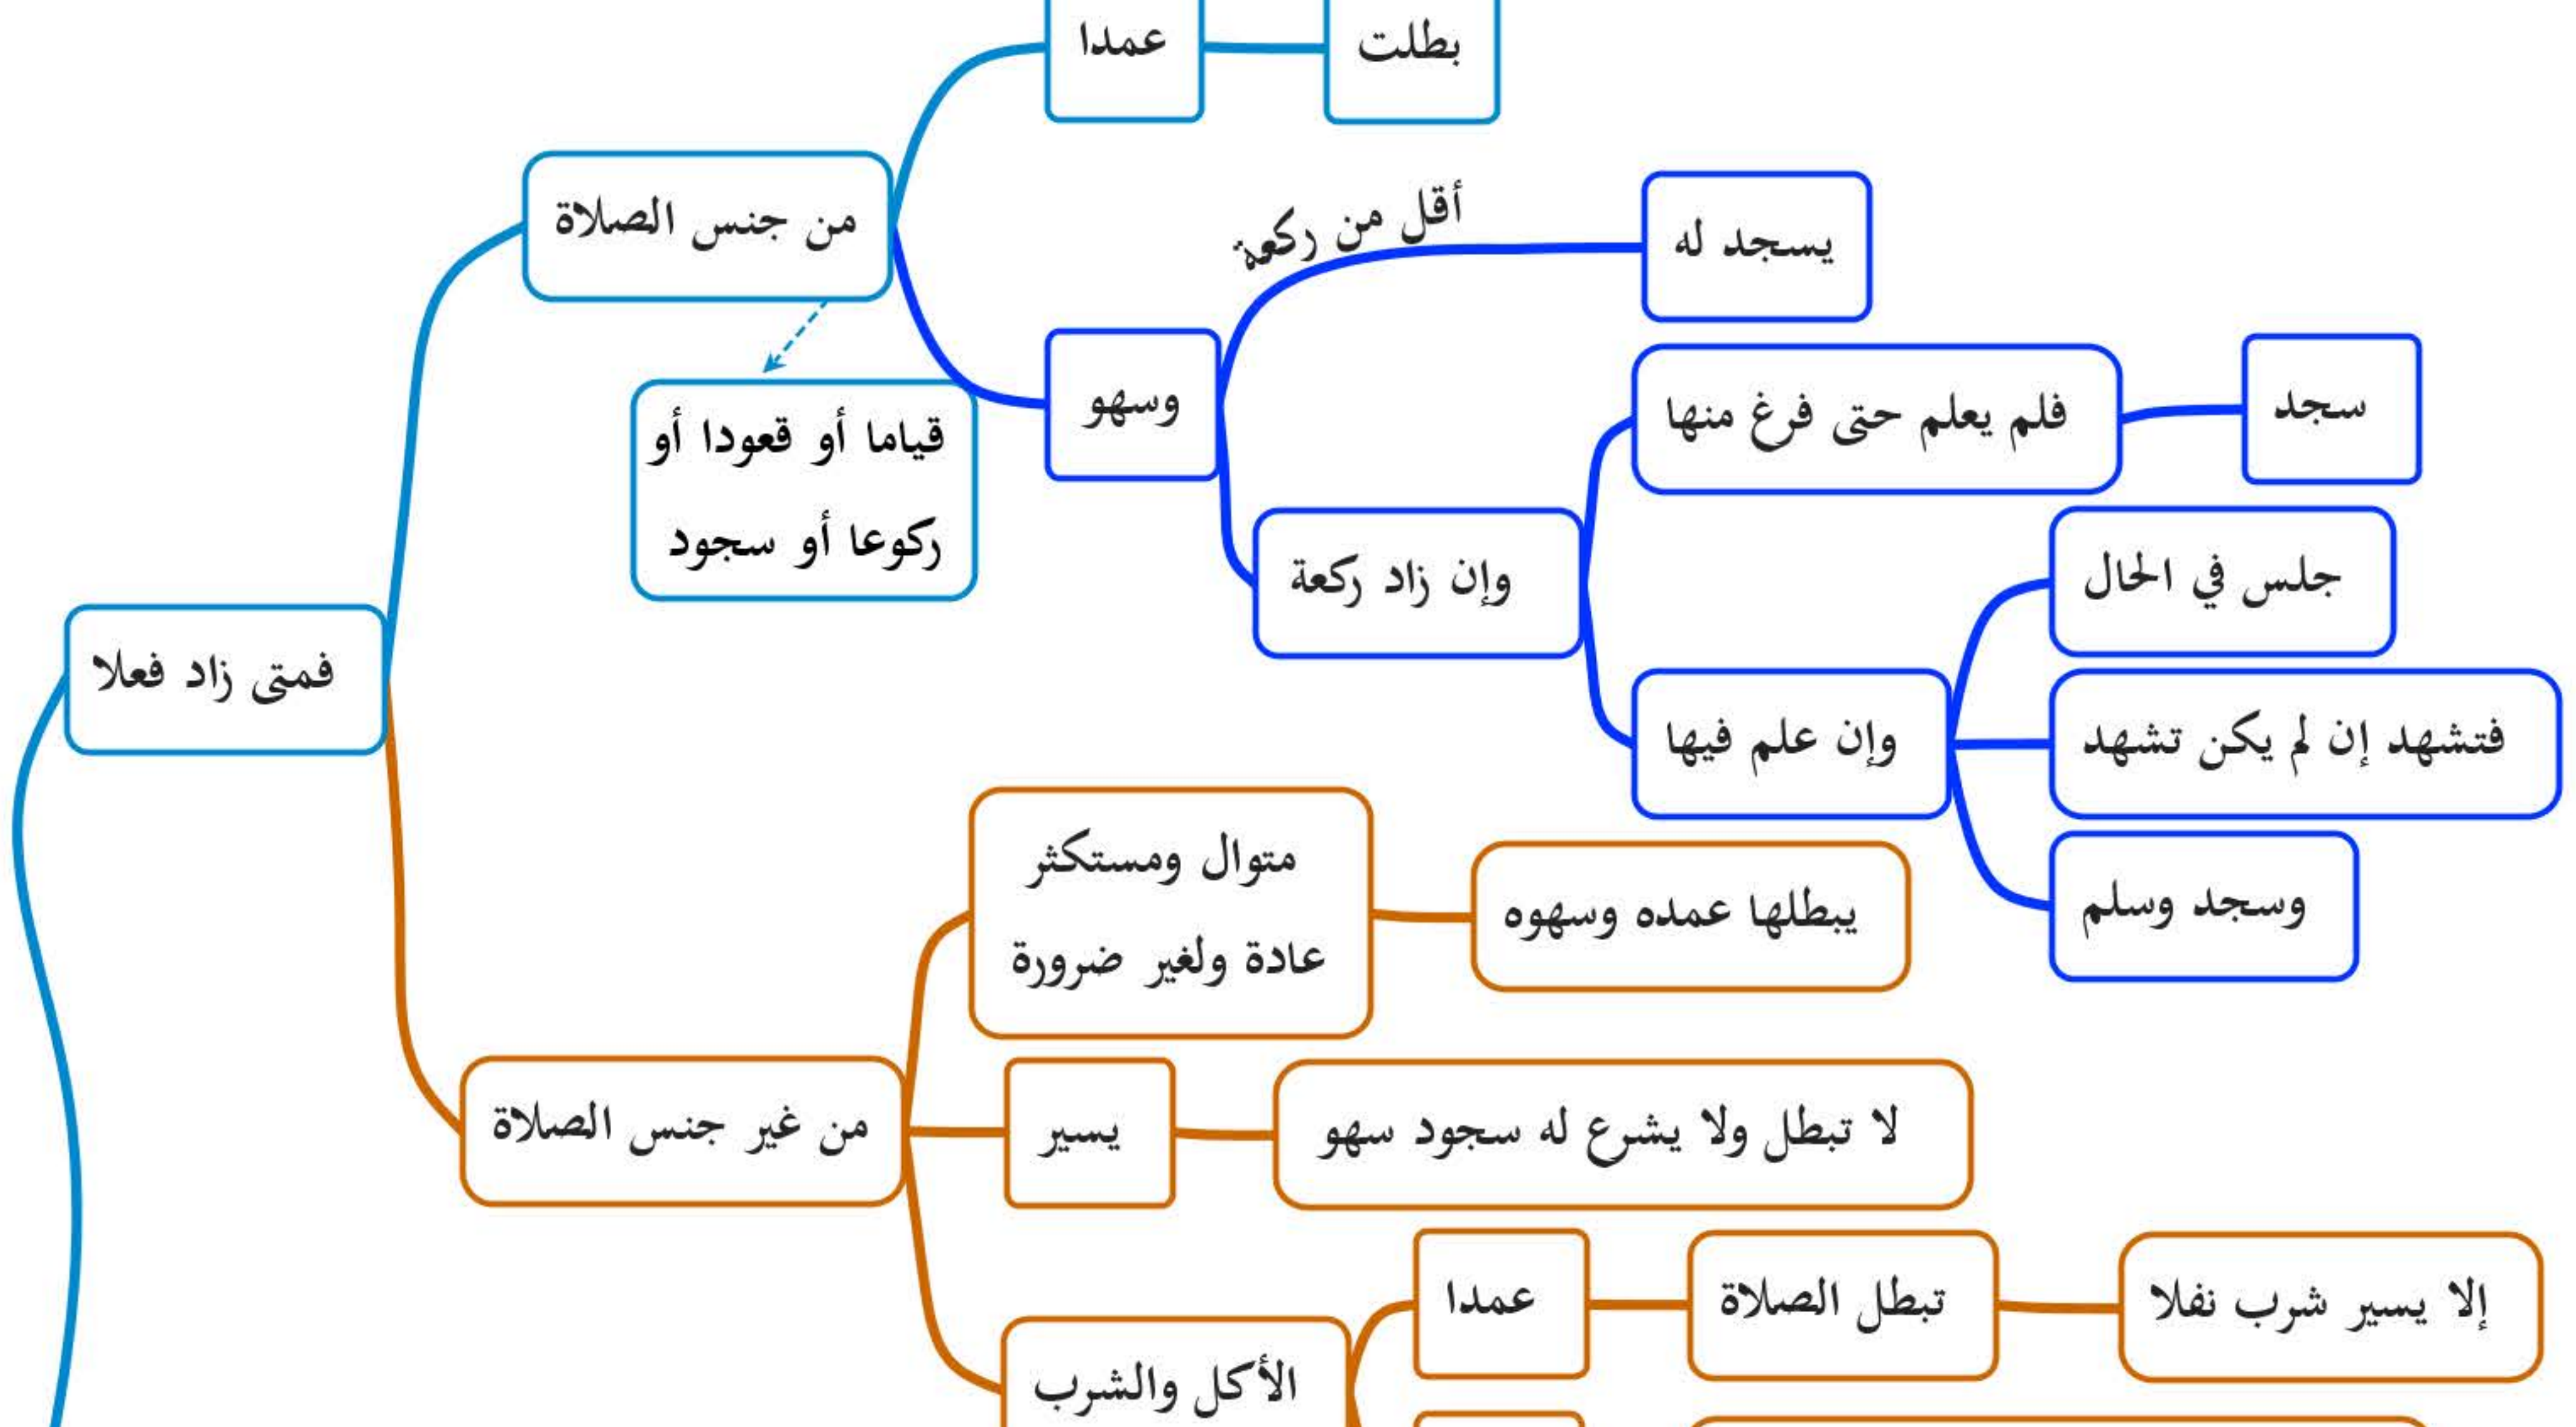 فمتى زاد فعلا
من جنس الصلاة
قياما أو قعودا أو
ركوعا أو سجود
عمدا
بطلت
وسهو
أقل من ركعة
يسجد له
وإن زاد ركعة
فلم يعلم حتى فرغ منها
سجد
وإن علم فيها
جلس في الحال
فتشهد إن لم يكن تشهد
وسجد وسلم
من غير جنس الصلاة
متوال ومستكثر
عادة ولغير ضرورة
يبطلها عمده وسهوه
يسير
لا تبطل ولا يشرع له سجود سهو
الأكل والشرب
عمدا
تبطل الصلاة
إلا يسير شرب نفلا